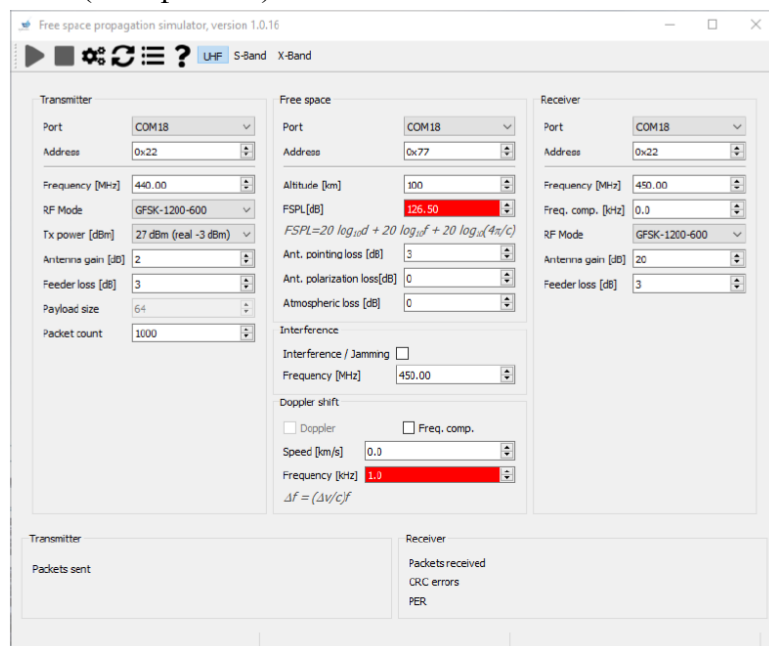 Free space propagation simulator, version 1.0.16
? UHF S-Band X-Band
Transmitter
Port COM18
Address 0x22
Frequency [MHz] 440.00
RF Mode GFSK-1200-600
Tx power [dBm] 27 dBm (real -3 dBm)
Antenna gain [dB] 2
Feeder loss [dB] 3
Payload size 64
Packet count 1000
Free space
Port COM18
Address 0x77
Altitude [km] 100
FSPL[dB] 126.50
FSPL=20 log₁₀d + 20 log₁₀f + 20 log₁₀(4π/c)
Ant. pointing loss [dB] 3
Ant. polarization loss[dB] 0
Atmospheric loss [dB] 0
Interference
Interference / Jamming
Frequency [MHz] 450.00
Doppler shift
Doppler Freq. comp.
Speed [km/s] 0.0
Frequency [kHz] 1.0
Δf = (Δv/c)f
Receiver
Port COM18
Address 0x22
Frequency [MHz] 450.00
Freq. comp. [kHz] 0.0
RF Mode GFSK-1200-600
Antenna gain [dB] 20
Feeder loss [dB] 3
Transmitter
Packets sent
Receiver
Packets received
CRC errors
PER